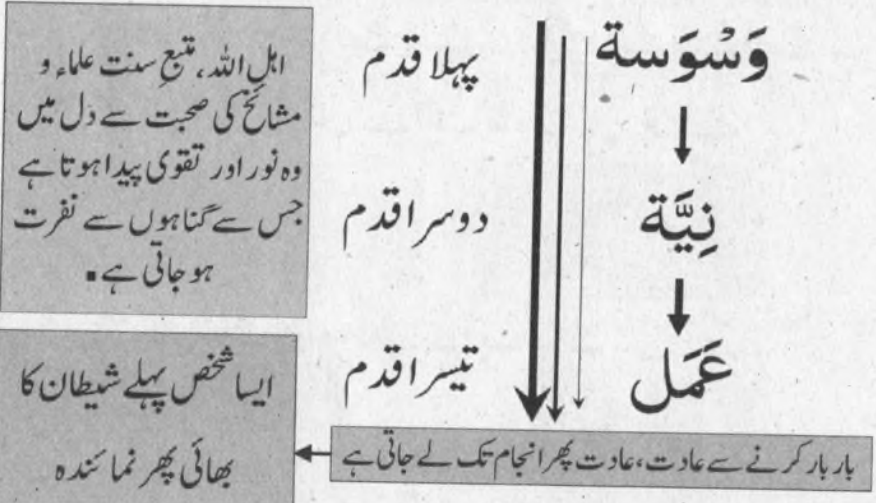 وَسْوَسة
پہلا قدم
نِيَّة
دوسرا قدم
عَمَل
تیسرا قدم
بار بار کرنے سے عادت، عادت پھر انجام تک لے جاتی ہے
اہل اللہ، متبع سنت علماء و
مشائخ کی صحبت سے دل میں
وہ نور اور تقویٰ پیدا ہوتا ہے
جس سے گناہوں سے نفرت
ہو جاتی ہے
ایسا شخص پہلے شیطان کا
بھائی پھر نمائندہ